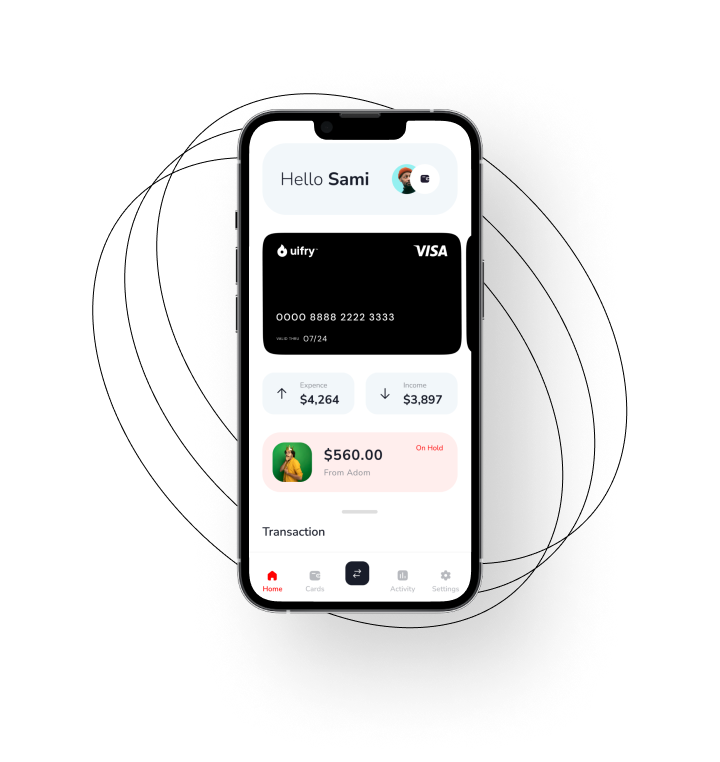 Hello Sami
uifry
VISA
0000 8888 2222 3333
VALID THRU 07/24
Expence
$4,264
Income
$3,897
$560.00
From Adom
On Hold
Transaction
Home
Cards
Activity
Settings